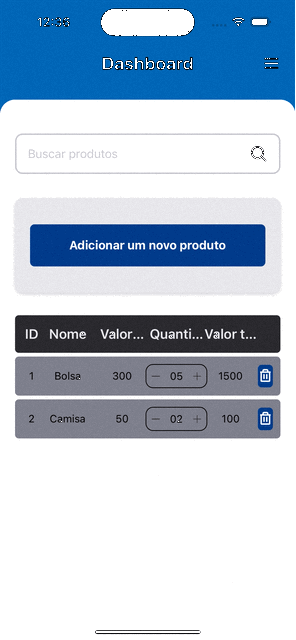 12:03
Dashboard
Buscar produtos
Adicionar um novo produto
ID Nome Valor... Quanti... Valor t...
1 Bolsa 300 05 1500
2 Camisa 50 02 100